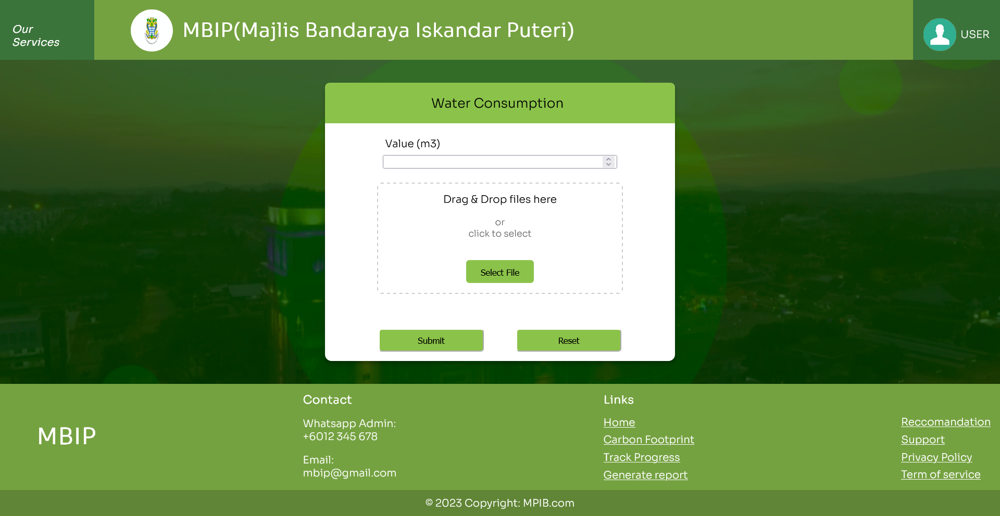 Our
Services
MBIP(Majlis Bandaraya Iskandar Puteri)
USER
Water Consumption
Value (m3)
Drag & Drop files here
or
click to select
Select File
Submit
Reset
MBIP
Contact
Whatsapp Admin:
+6012 345 678
Email:
mbip@gmail.com
Links
Home
Carbon Footprint
Track Progress
Generate report
Reccomandation
Support
Privacy Policy
Term of service
© 2023 Copyright: MPIB.com